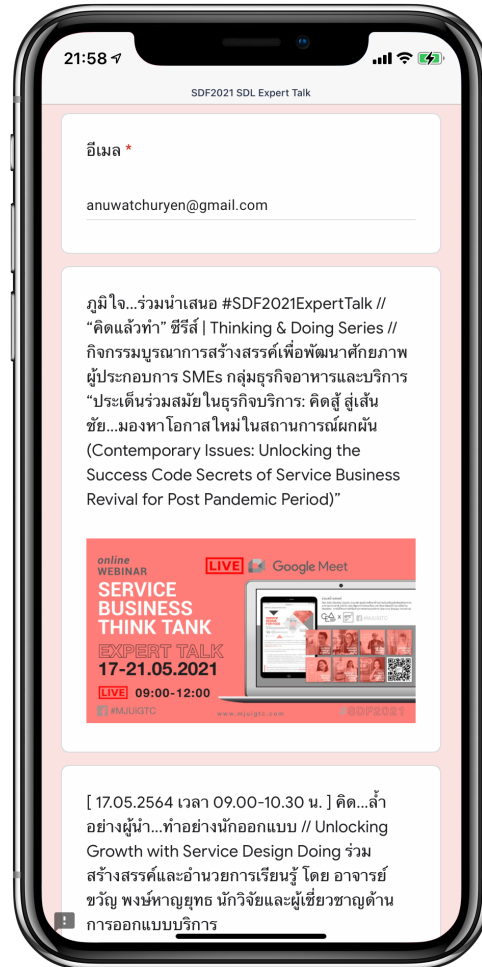 21:58
SDF2021 SDL Expert Talk
อีเมล *
anuwatchuryen@gmail.com
ภูมิใจ...ร่วมนำเสนอ #SDF2021ExpertTalk //
“คิดแล้วทำ” ซีรีส์ | Thinking & Doing Series //
กิจกรรมบูรณาการสร้างสรรค์เพื่อพัฒนาศักยภาพ
ผู้ประกอบการ SMEs กลุ่มธุรกิจอาหารและบริการ
“ประเด็นร่วมสมัยในธุรกิจบริการ: คิดสู้ สู่เส้น
ชัย...มองหาโอกาสใหม่ในสถานการณ์ผกผัน
(Contemporary Issues: Unlocking the
Success Code Secrets of Service Business
Revival for Post Pandemic Period)”
online
WEBINAR
LIVE Google Meet
SERVICE
BUSINESS
THINK TANK
EXPERT TALK
17-21.05.2021
LIVE 09:00-12:00
#MJUIGTC
www.mjuigtc.com
#SDF2021
[ 17.05.2564 เวลา 09.00-10.30 น. ] คิด...ล้ำ
อย่างผู้นำ...ทำอย่างนักออกแบบ // Unlocking
Growth with Service Design Doing ร่วม
สร้างสรรค์และอำนวยการเรียนรู้ โดย อาจารย์
ขวัญ พงษ์หาญยุทธ นักวิจัยและผู้เชี่ยวชาญด้าน
การออกแบบบริการ